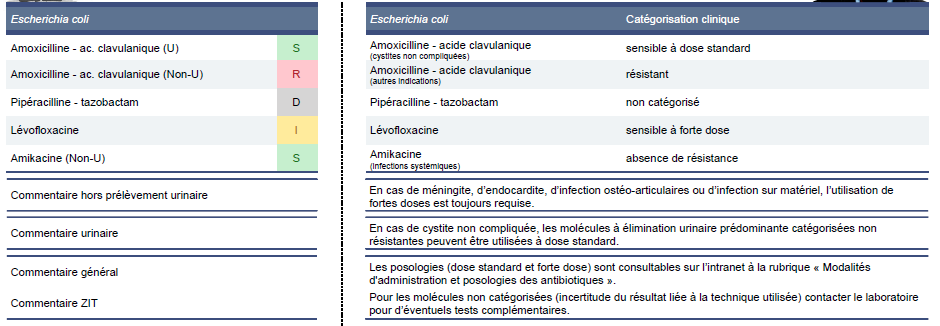 Escherichia coli
Amoxicilline - ac. clavulanique (U) S
Amoxicilline - ac. clavulanique (Non-U) R
Pipéracilline - tazobactam D
Lévofloxacine I
Amikacine (Non-U) S
Commentaire hors prélèvement urinaire
Commentaire urinaire
Commentaire général
Commentaire ZIT
Escherichia coli Catégorisation clinique
Amoxicilline - acide clavulanique sensible à dose standard
(cystites non compliquées)
Amoxicilline - acide clavulanique résistant
(autres indications)
Pipéracilline - tazobactam non catégorisé
Lévofloxacine sensible à forte dose
Amikacine absence de résistance
(infections systémiques)
En cas de méningite, d'endocardite, d'infection ostéo-articulaires ou d'infection sur matériel, l'utilisation de
fortes doses est toujours requise.
En cas de cystite non compliquée, les molécules à élimination urinaire prédominante catégorisées non
résistantes peuvent être utilisées à dose standard.
Les posologies (dose standard et forte dose) sont consultables sur l'intranet à la rubrique « Modalités
d'administration et posologies des antibiotiques ».
Pour les molécules non catégorisées (incertitude du résultat liée à la technique utilisée) contacter le laboratoire
pour d'éventuels tests complémentaires.